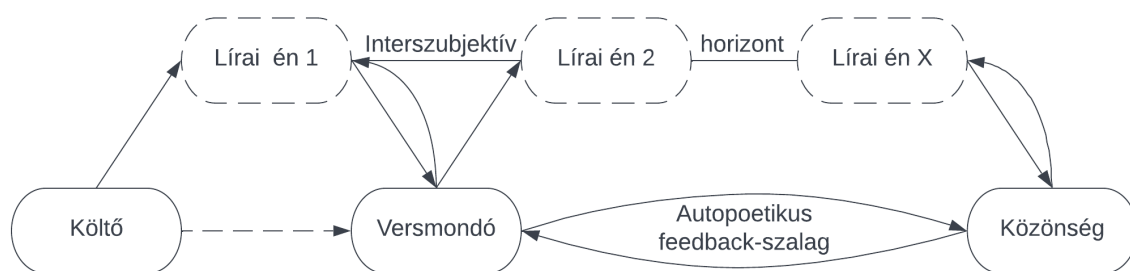 Lírai én 1
Interszubjektív
Lírai én 2
horizont
Lírai én X
Költő
Versmondó
Autopoetikus
feedback-szalag
Közönség